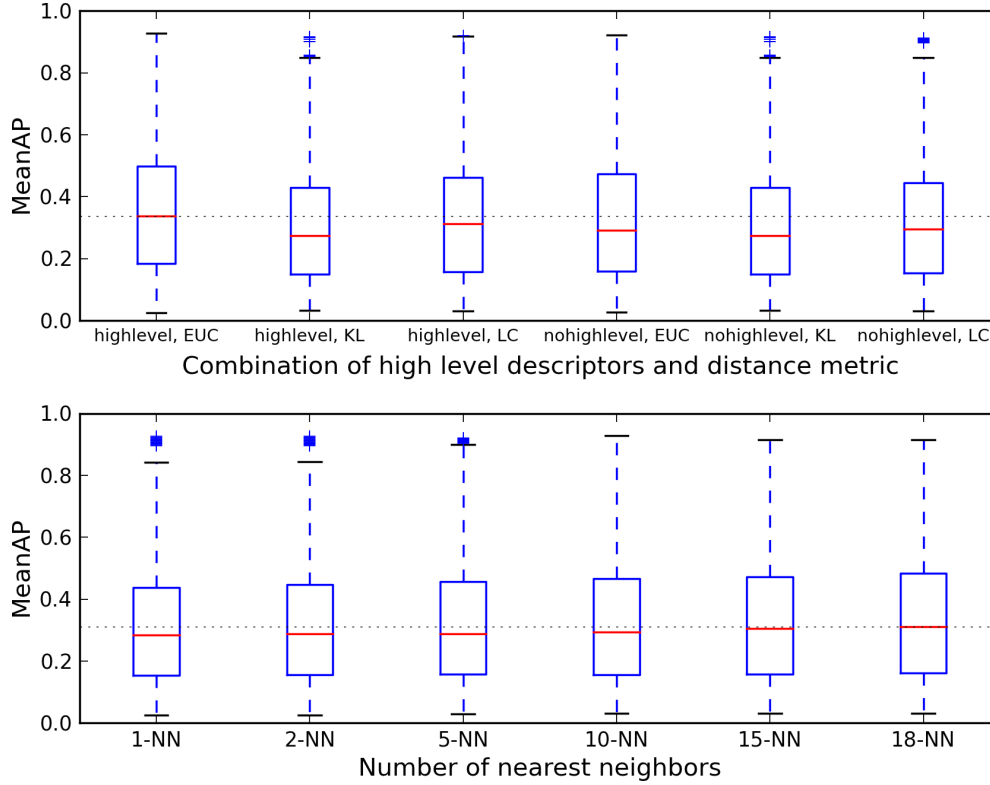 1.0
0.8
0.6
0.4
0.2
0.0
MeanAP
highlevel, EUC highlevel, KL highlevel, LC nohighlevel, EUC nohighlevel, KL nohighlevel, LC
Combination of high level descriptors and distance metric
1.0
0.8
0.6
0.4
0.2
0.0
MeanAP
1-NN 2-NN 5-NN 10-NN 15-NN 18-NN
Number of nearest neighbors